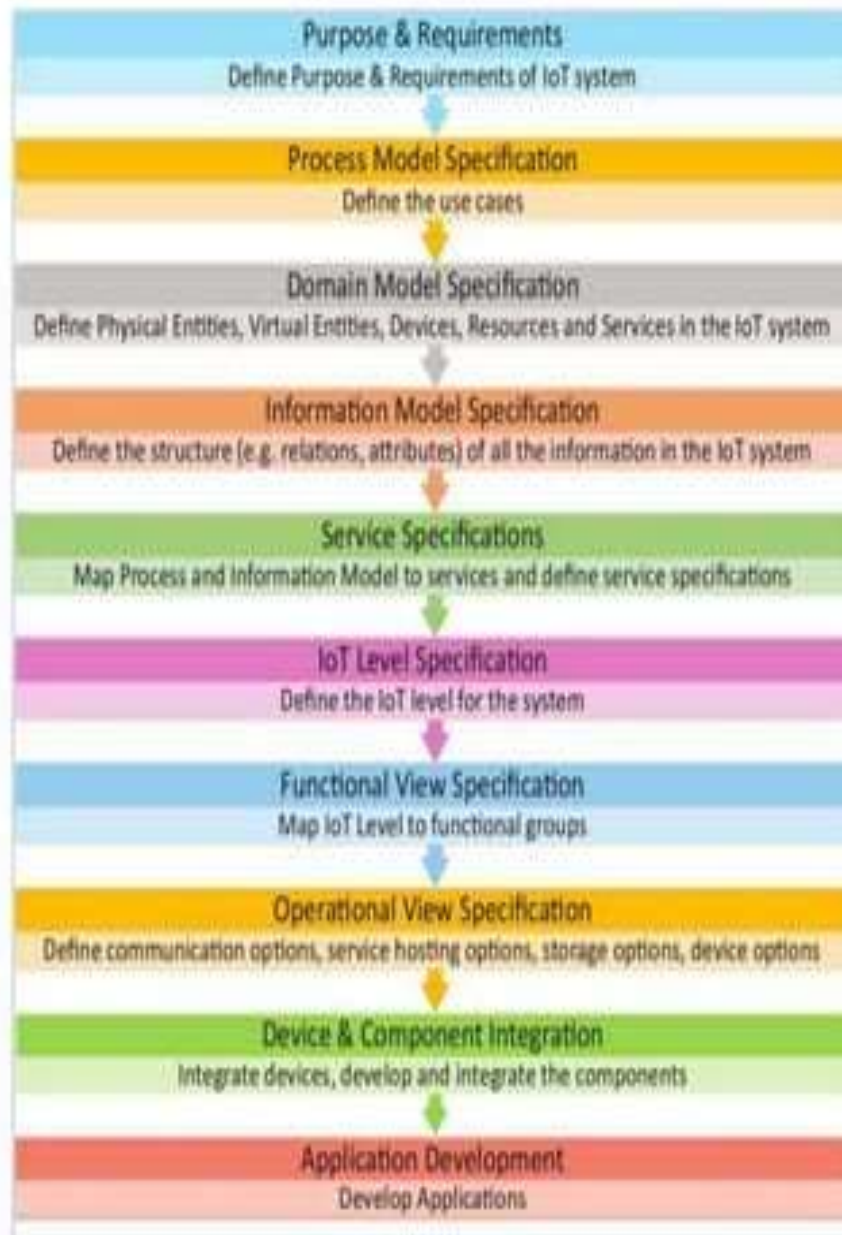 Purpose & Requirements
Define Purpose & Requirements of IoT system
Process Model Specification
Define the use cases
Domain Model Specification
Define Physical Entities, Virtual Entities, Devices, Resources and Services in the IoT system
Information Model Specification
Define the structure (e.g. relations, attributes) of all the information in the IoT system
Service Specifications
Map Process and Information Model to services and define service specifications
IoT Level Specification
Define the IoT level for the system
Functional View Specification
Map IoT Level to functional groups
Operational View Specification
Define communication options, service hosting options, storage options, device options
Device & Component Integration
Integrate devices, develop and integrate the components
Application Development
Develop Applications